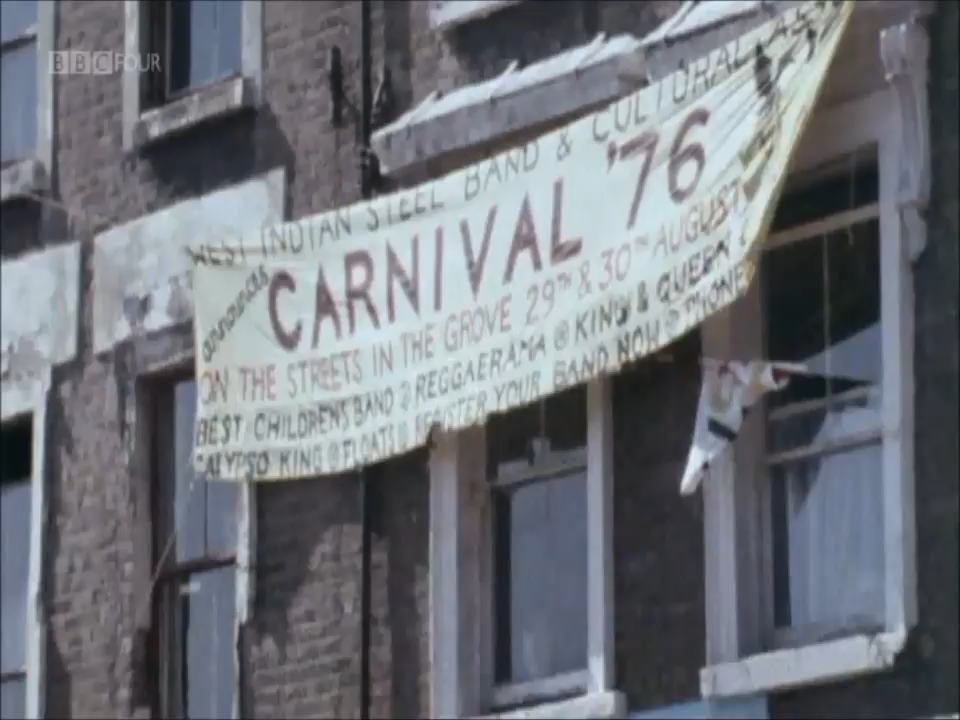 BBC FOUR
WEST INDIAN STEEL BAND & CULTURAL
announces
CARNIVAL '76
ON THE STREETS IN THE GROVE 29TH & 30TH AUGUST
BEST CHILDRENS BAND @ REGGAERAMA @ KING & QUEEN
CALYPSO KING @ FLOATS @ REGISTER YOUR BAND NOW @ PHONE